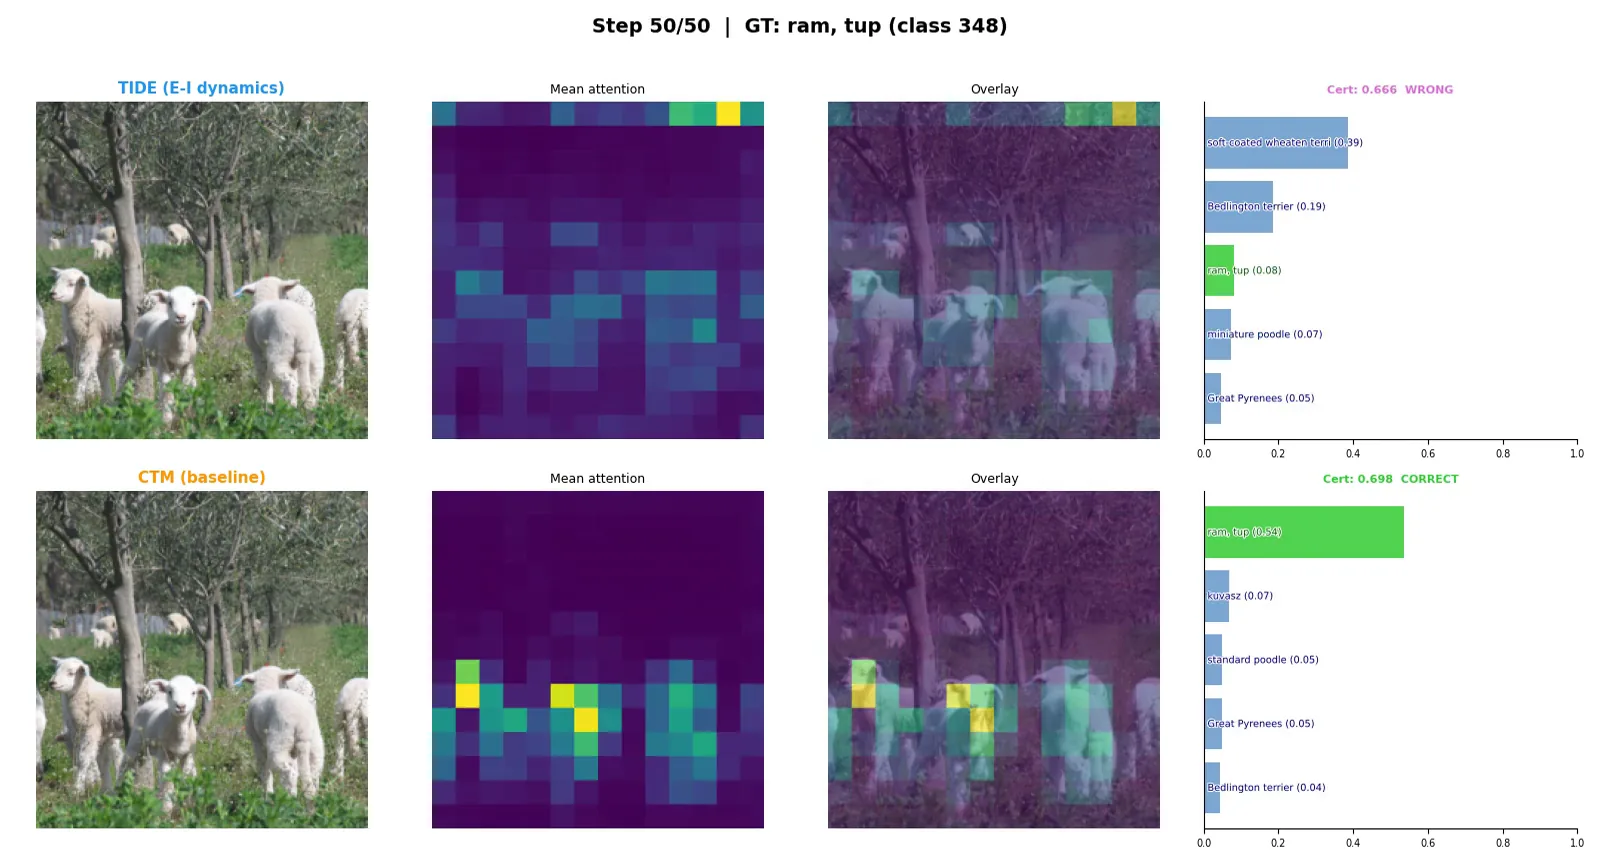 Step 50/50 | GT: ram, tup (class 348)
TIDE (E-I dynamics)
Mean attention
Overlay
Cert: 0.666 WRONG
soft-coated wheaten terri (0.39)
Bedlington terrier (0.19)
ram, tup (0.08)
miniature poodle (0.07)
Great Pyrenees (0.05)
0.0 0.2 0.4 0.6 0.8 1.0
CTM (baseline)
Mean attention
Overlay
Cert: 0.698 CORRECT
ram, tup (0.54)
kuvasz (0.07)
standard poodle (0.05)
Great Pyrenees (0.05)
Bedlington terrier (0.04)
0.0 0.2 0.4 0.6 0.8 1.0